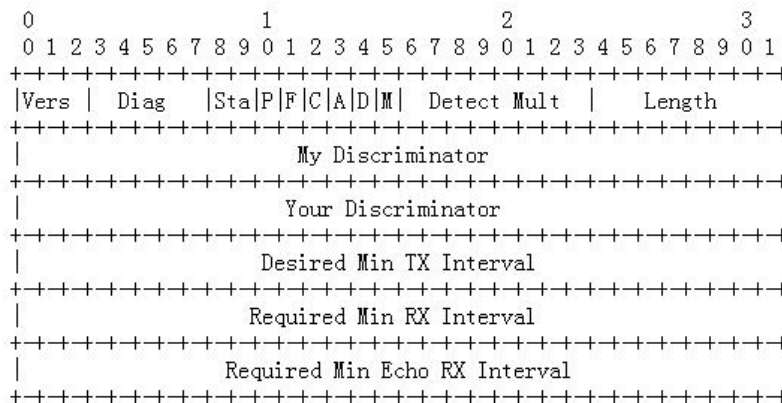 0                   1                   2                   3
0 1 2 3 4 5 6 7 8 9 0 1 2 3 4 5 6 7 8 9 0 1 2 3 4 5 6 7 8 9 0 1
+-+-+-+-+-+-+-+-+-+-+-+-+-+-+-+-+-+-+-+-+-+-+-+-+-+-+-+-+-+-+-+-
|Vers |  Diag   |Sta|P|F|C|A|D|M|  Detect Mult  |    Length
+-+-+-+-+-+-+-+-+-+-+-+-+-+-+-+-+-+-+-+-+-+-+-+-+-+-+-+-+-+-+-+-
|                       My Discriminator
+-+-+-+-+-+-+-+-+-+-+-+-+-+-+-+-+-+-+-+-+-+-+-+-+-+-+-+-+-+-+-+-
|                      Your Discriminator
+-+-+-+-+-+-+-+-+-+-+-+-+-+-+-+-+-+-+-+-+-+-+-+-+-+-+-+-+-+-+-+-
|                    Desired Min TX Interval
+-+-+-+-+-+-+-+-+-+-+-+-+-+-+-+-+-+-+-+-+-+-+-+-+-+-+-+-+-+-+-+-
|                   Required Min RX Interval
+-+-+-+-+-+-+-+-+-+-+-+-+-+-+-+-+-+-+-+-+-+-+-+-+-+-+-+-+-+-+-+-
|                 Required Min Echo RX Interval
+-+-+-+-+-+-+-+-+-+-+-+-+-+-+-+-+-+-+-+-+-+-+-+-+-+-+-+-+-+-+-+-